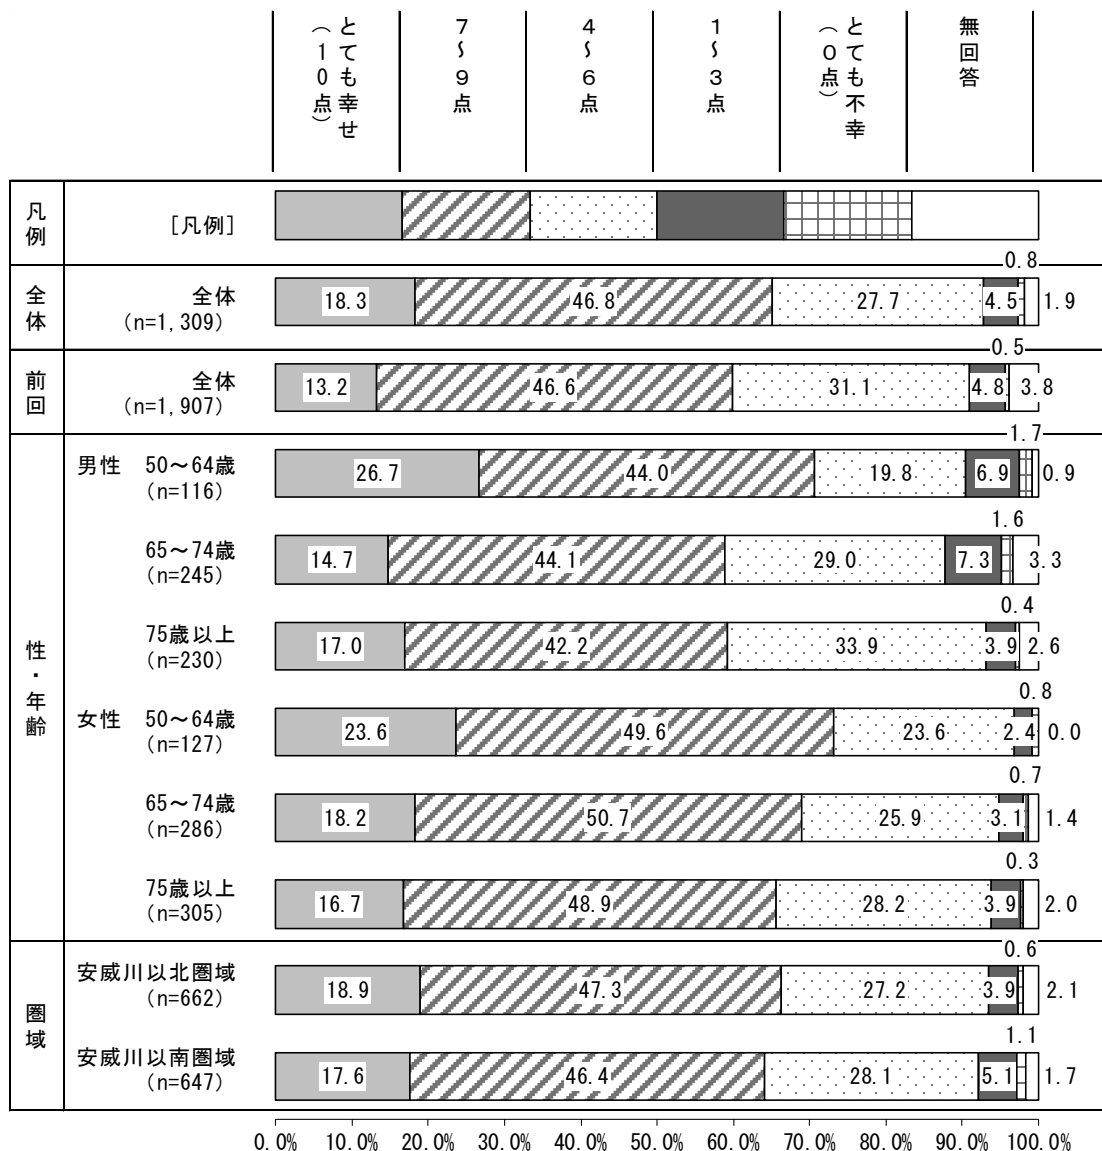 とても幸せ（１０点）
７～９点
４～６点
１～３点
とても不幸（０点）
無回答
凡例
[凡例]
0.8
全体
全体
18.3 46.8 27.7 4.5 1.9
(n=1,309)
0.5
前回
全体
13.2 46.6 31.1 4.8 3.8
(n=1,907)
1.7
性・年齢
男性 50～64歳
26.7 44.0 19.8 6.9 0.9
(n=116)
1.6
65～74歳
14.7 44.1 29.0 7.3 3.3
(n=245)
0.4
75歳以上
17.0 42.2 33.9 3.9 2.6
(n=230)
0.8
女性 50～64歳
23.6 49.6 23.6 2.4 0.0
(n=127)
0.7
65～74歳
18.2 50.7 25.9 3.1 1.4
(n=286)
0.3
75歳以上
16.7 48.9 28.2 3.9 2.0
(n=305)
0.6
圏域
安威川以北圏域
18.9 47.3 27.2 3.9 2.1
(n=662)
1.1
安威川以南圏域
17.6 46.4 28.1 5.1 1.7
(n=647)
0.0% 10.0% 20.0% 30.0% 40.0% 50.0% 60.0% 70.0% 80.0% 90.0% 100.0%